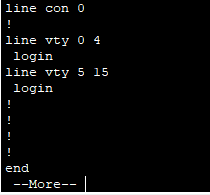 line con 0
!
line vty 0 4
 login
line vty 5 15
 login
!
!
!
!
end
 --More--